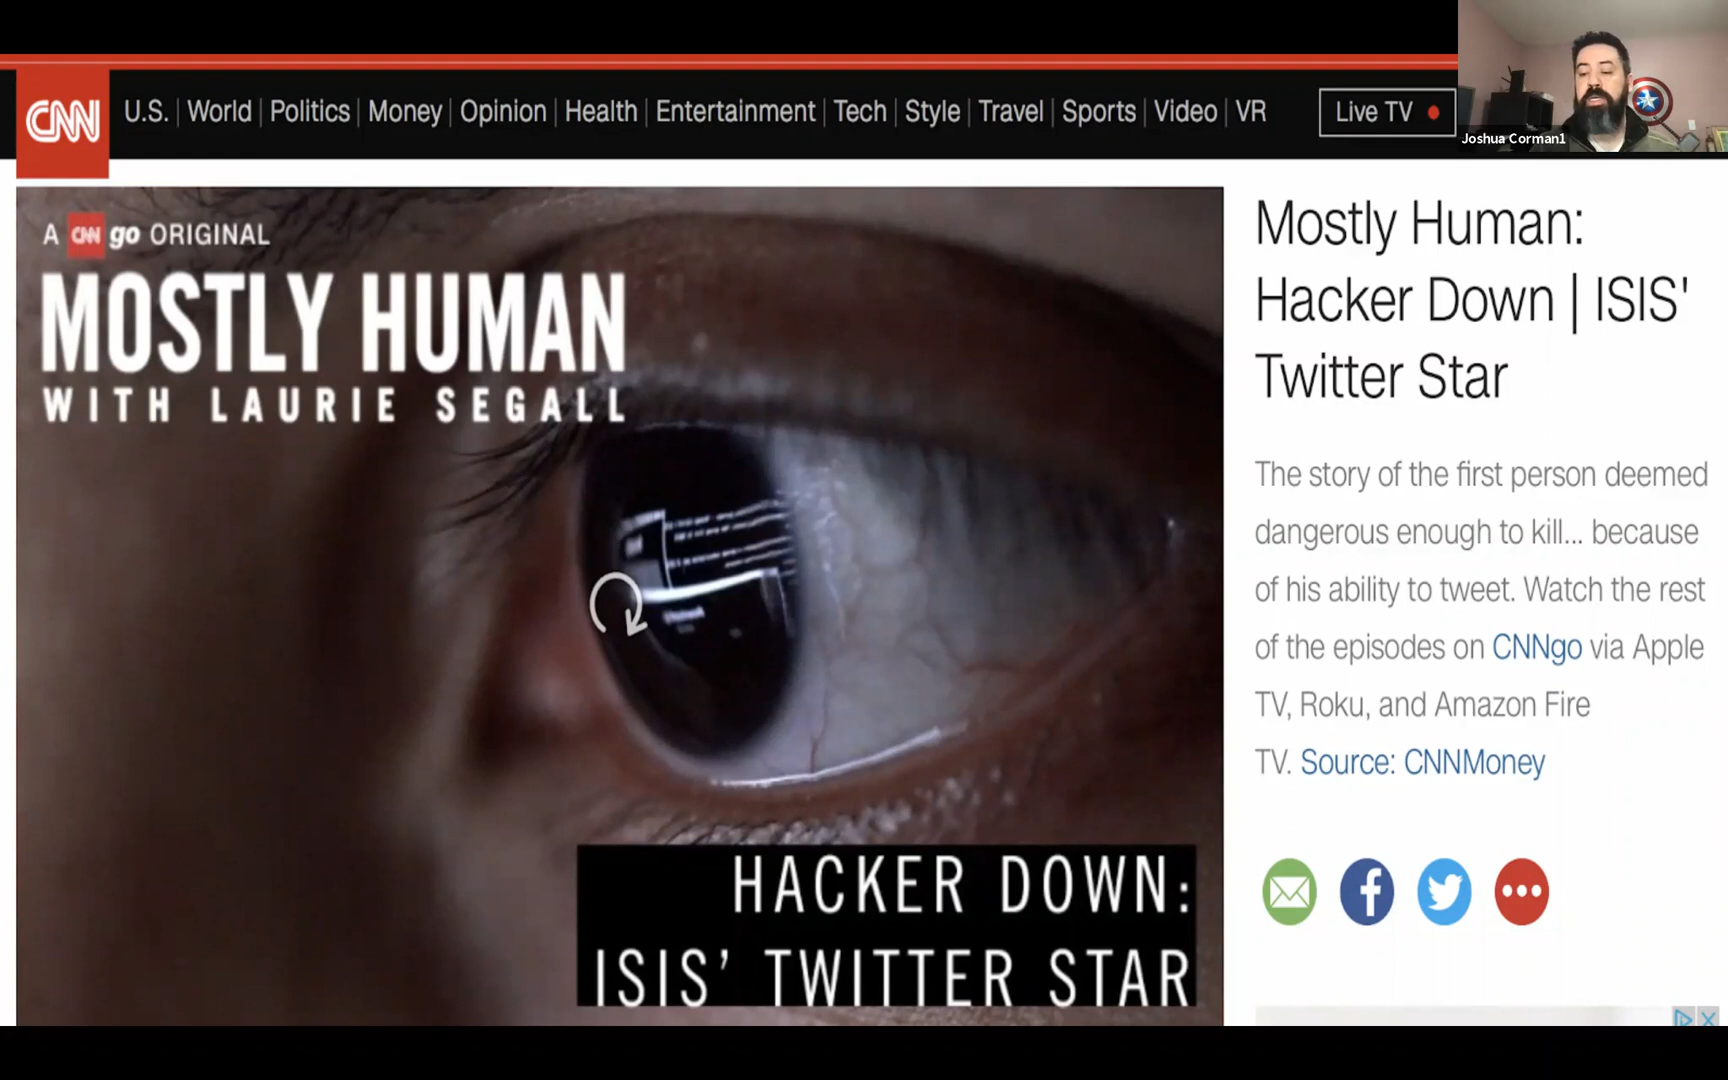 CNN
U.S. | World | Politics | Money | Opinion | Health | Entertainment | Tech | Style | Travel | Sports | Video | VR
Live TV
Joshua Corman1
A CNN go ORIGINAL
MOSTLY HUMAN
WITH LAURIE SEGALL
HACKER DOWN:
ISIS' TWITTER STAR
Mostly Human:
Hacker Down | ISIS'
Twitter Star
The story of the first person deemed
dangerous enough to kill... because
of his ability to tweet. Watch the rest
of the episodes on CNNgo via Apple
TV, Roku, and Amazon Fire
TV. Source: CNNMoney